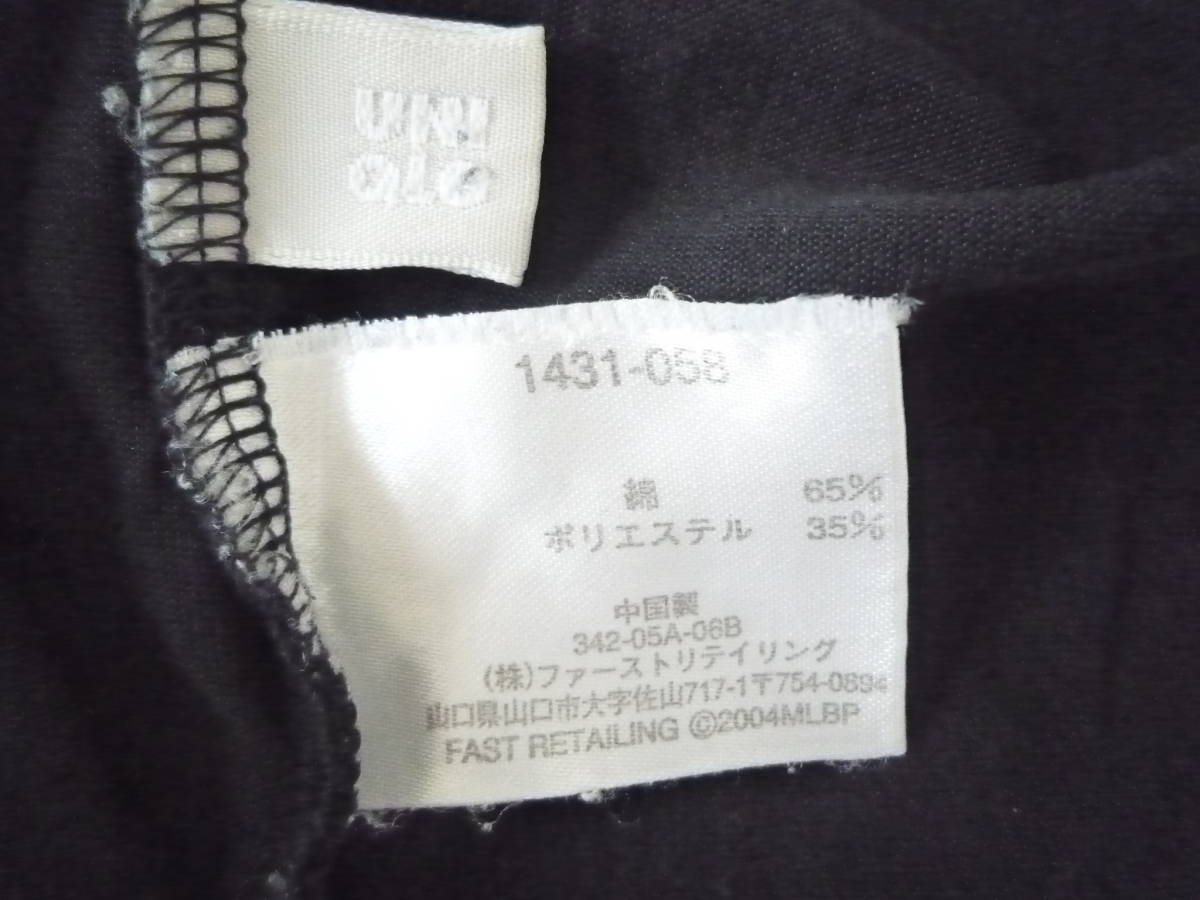 UNI
QLO
1431-058
綿 65%
ポリエステル 35%
中国製
342-05A-06B
(株)ファーストリテイリング
山口県山口市大字佐山717-1〒754-0894
FAST RETAILING ©2004MLBP